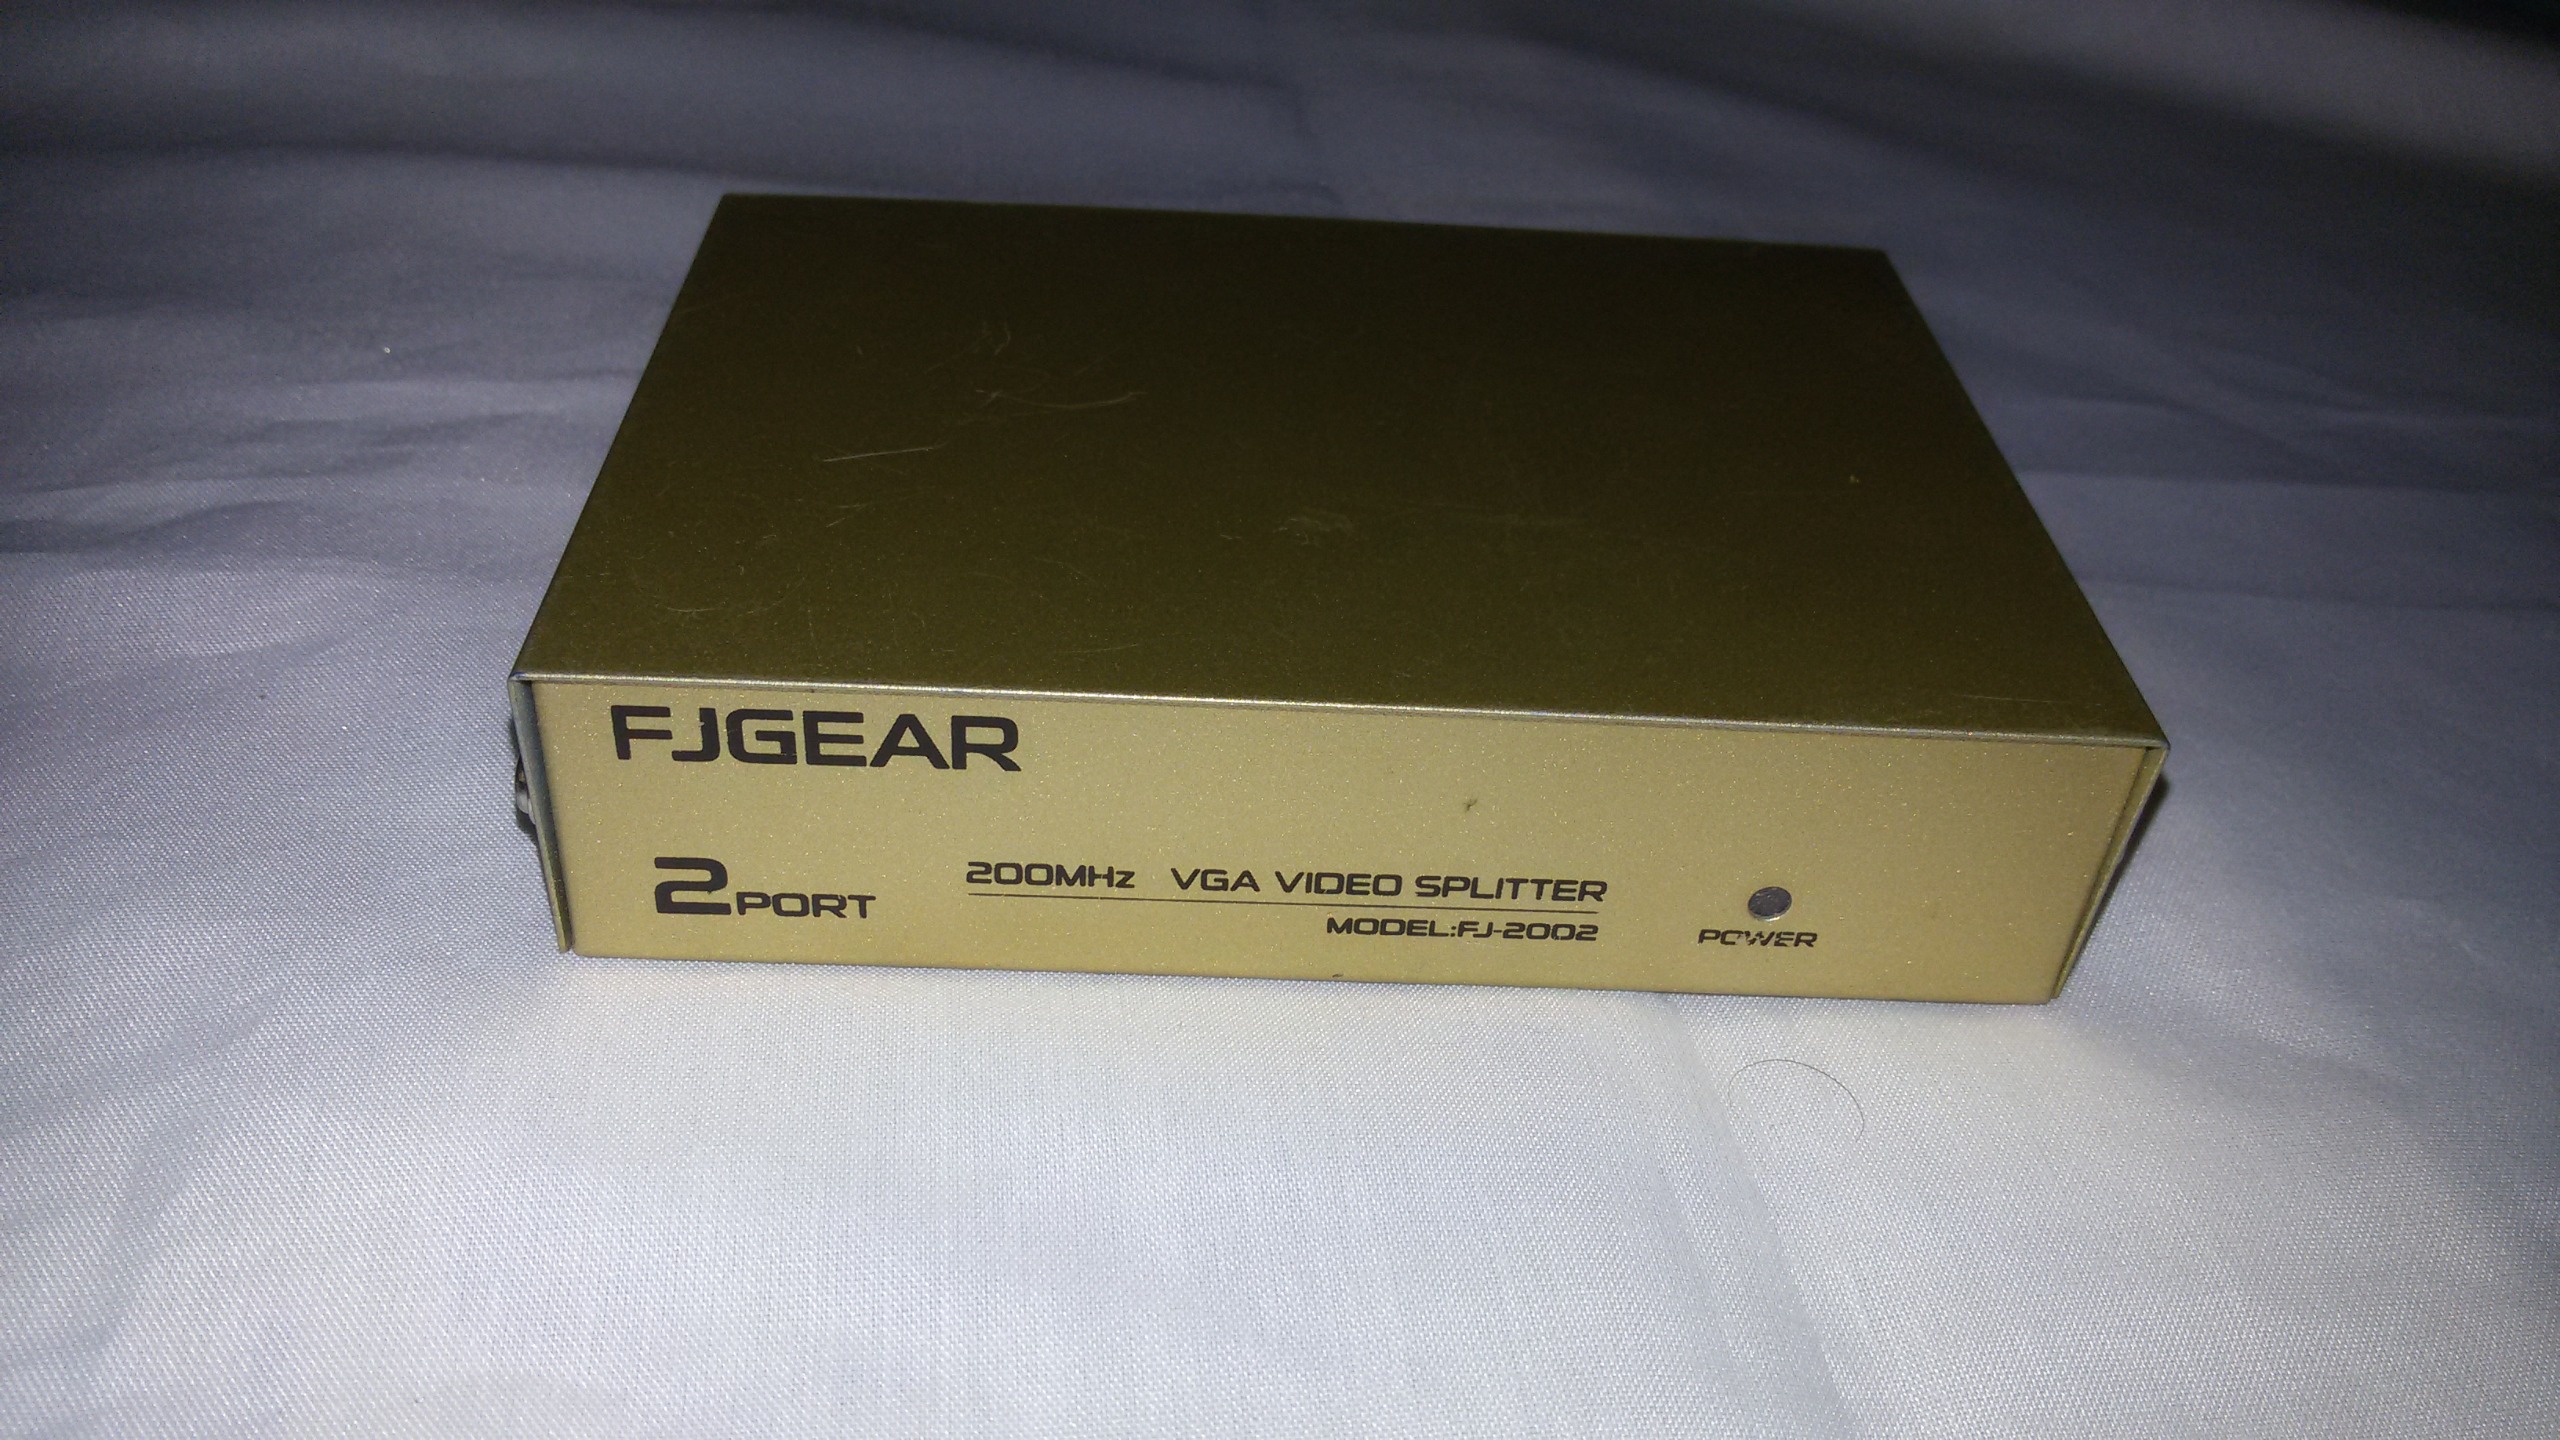 FJGEAR
2PORT
200MHz VGA VIDEO SPLITTER
MODEL:FJ-2002
POWER